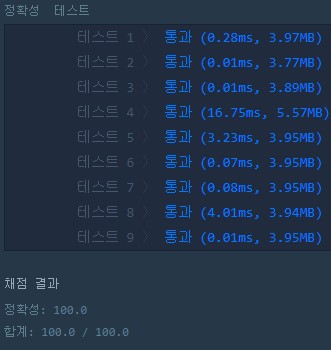 정확성 테스트
테스트 1 〉 통과 (0.28ms, 3.97MB)
테스트 2 〉 통과 (0.01ms, 3.77MB)
테스트 3 〉 통과 (0.01ms, 3.89MB)
테스트 4 〉 통과 (16.75ms, 5.57MB)
테스트 5 〉 통과 (3.23ms, 3.95MB)
테스트 6 〉 통과 (0.07ms, 3.95MB)
테스트 7 〉 통과 (0.08ms, 3.95MB)
테스트 8 〉 통과 (4.01ms, 3.94MB)
테스트 9 〉 통과 (0.01ms, 3.95MB)
채점 결과
정확성: 100.0
합계: 100.0 / 100.0